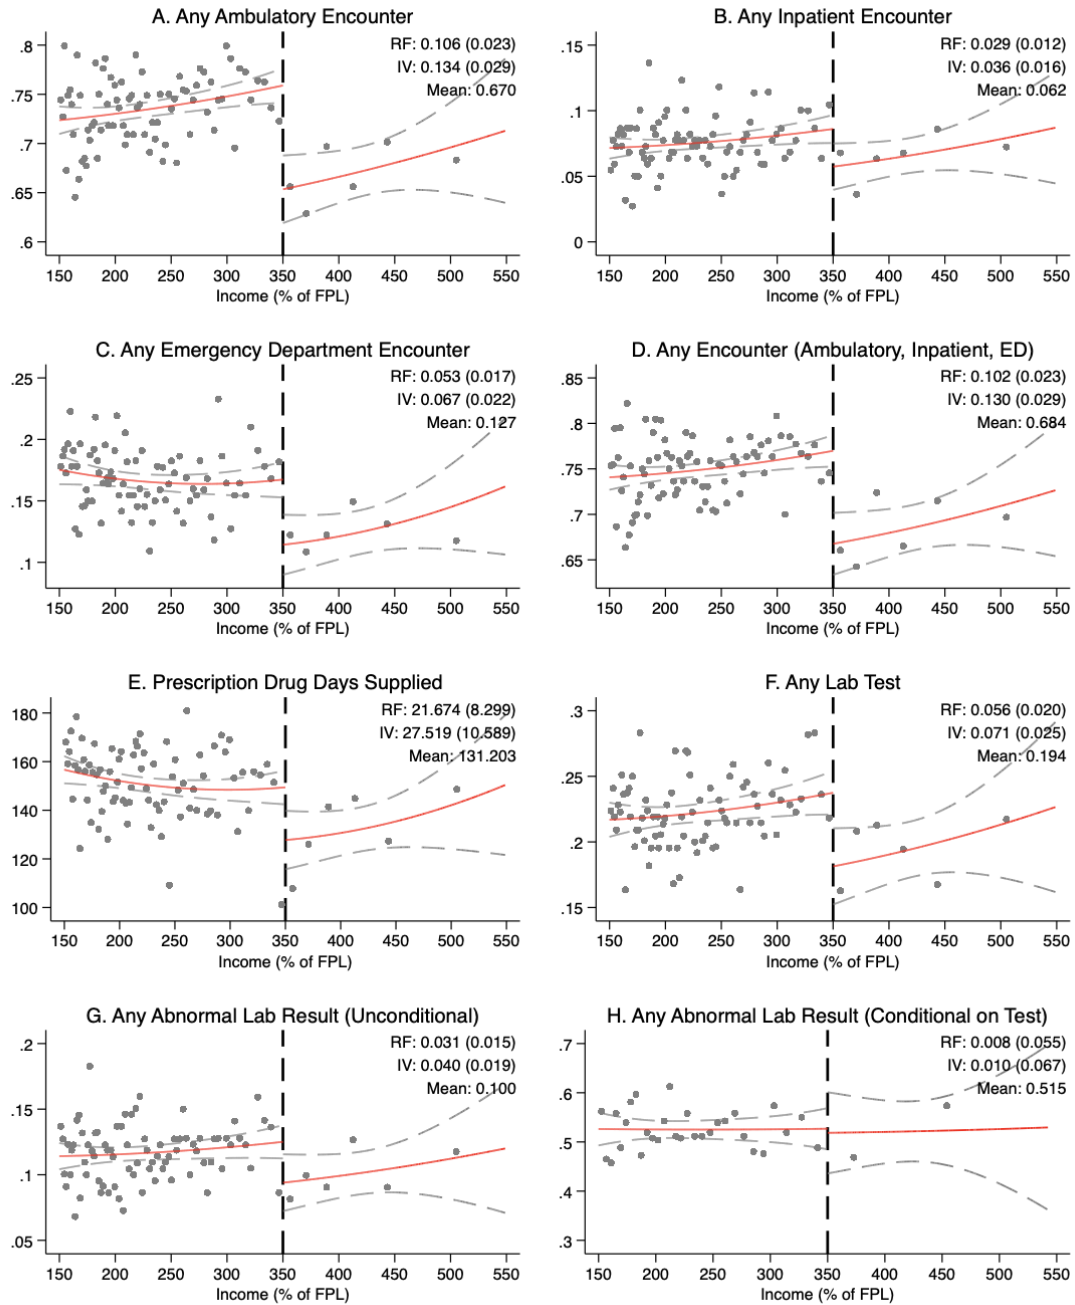 A. Any Ambulatory Encounter
RF: 0.106 (0.023)
IV: 0.134 (0.029)
Mean: 0.670
.8
.75
.7
.65
.6
150 200 250 300 350 400 450 500 550
Income (% of FPL)
B. Any Inpatient Encounter
RF: 0.029 (0.012)
IV: 0.036 (0.016)
Mean: 0.062
.15
.1
.05
0
150 200 250 300 350 400 450 500 550
Income (% of FPL)
C. Any Emergency Department Encounter
RF: 0.053 (0.017)
IV: 0.067 (0.022)
Mean: 0.127
.25
.2
.15
.1
150 200 250 300 350 400 450 500 550
Income (% of FPL)
D. Any Encounter (Ambulatory, Inpatient, ED)
RF: 0.102 (0.023)
IV: 0.130 (0.029)
Mean: 0.684
.85
.8
.75
.7
.65
150 200 250 300 350 400 450 500 550
Income (% of FPL)
E. Prescription Drug Days Supplied
RF: 21.674 (8.299)
IV: 27.519 (10.589)
Mean: 131.203
180
160
140
120
100
150 200 250 300 350 400 450 500 550
Income (% of FPL)
F. Any Lab Test
RF: 0.056 (0.020)
IV: 0.071 (0.025)
Mean: 0.194
.3
.25
.2
.15
150 200 250 300 350 400 450 500 550
Income (% of FPL)
G. Any Abnormal Lab Result (Unconditional)
RF: 0.031 (0.015)
IV: 0.040 (0.019)
Mean: 0.100
.2
.15
.1
.05
150 200 250 300 350 400 450 500 550
Income (% of FPL)
H. Any Abnormal Lab Result (Conditional on Test)
RF: 0.008 (0.055)
IV: 0.010 (0.067)
Mean: 0.515
.7
.6
.5
.4
.3
150 200 250 300 350 400 450 500 550
Income (% of FPL)